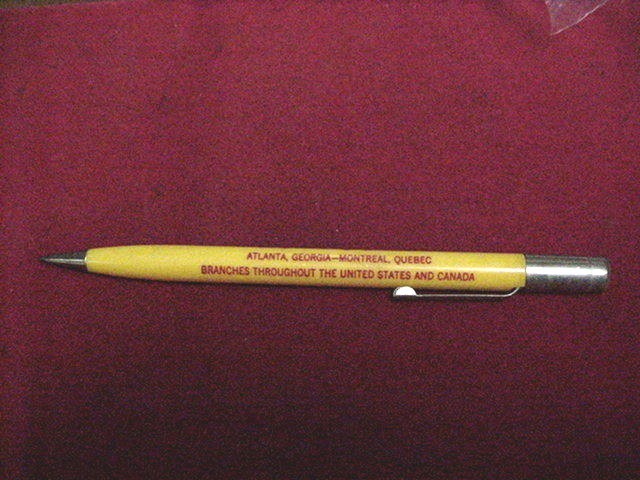 ATLANTA, GEORGIA—MONTREAL, QUEBEC
BRANCHES THROUGHOUT THE UNITED STATES AND CANADA